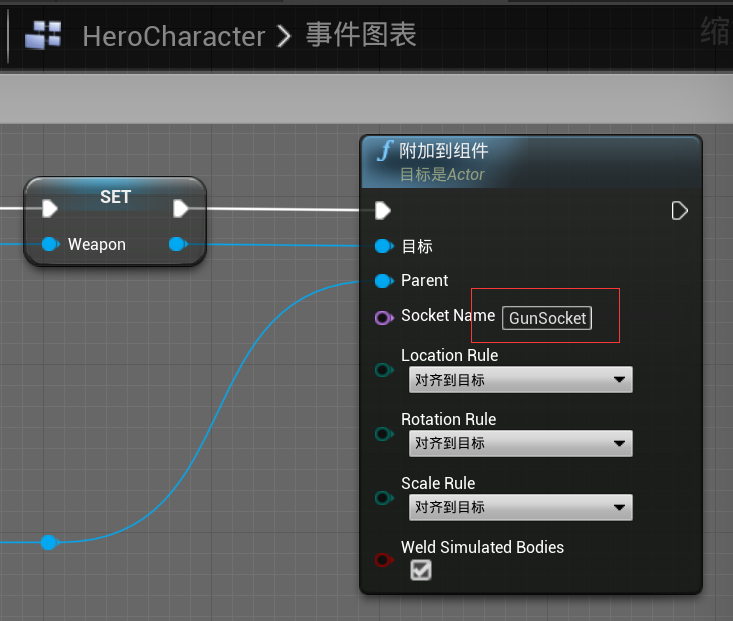 HeroCharacter > 事件图表
缩
SET
Weapon
附加到组件
目标是Actor
目标
Parent
Socket Name GunSocket
Location Rule
对齐到目标
Rotation Rule
对齐到目标
Scale Rule
对齐到目标
Weld Simulated Bodies